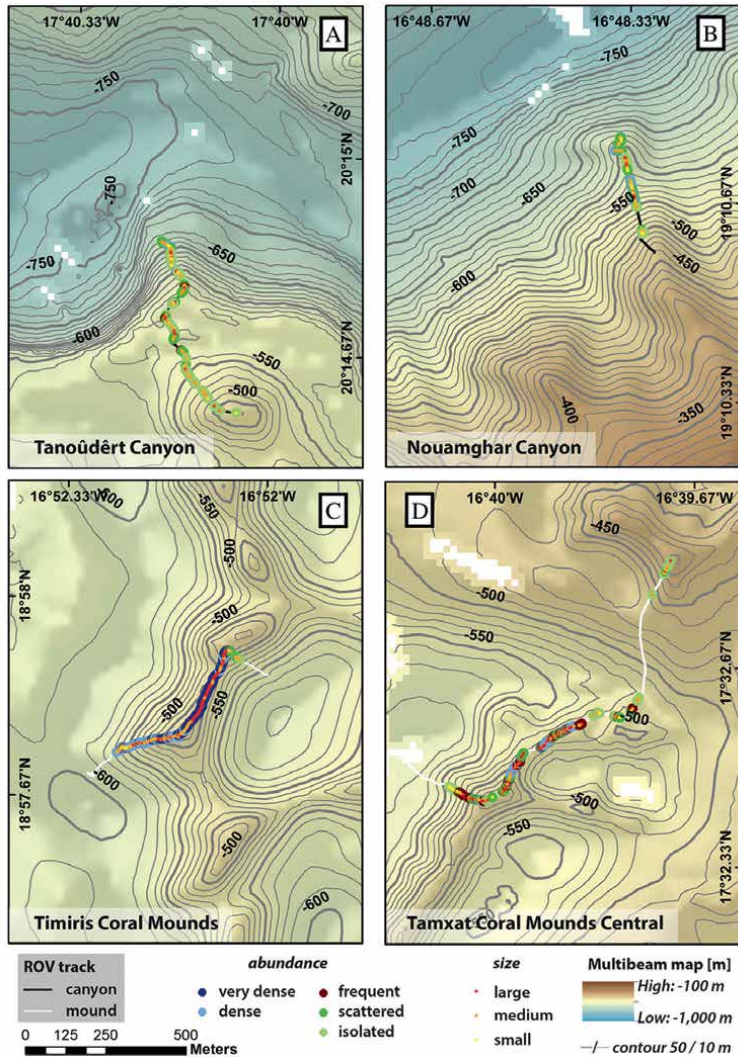 17°40.33'W
17°40'W
A
-750
-700
20°15'N
-750
-750
-650
-600
20°14.67'N
-550
-500
Tanoûdêrt Canyon
16°48.67'W
16°48.33'W
B
-750
-750
-700
-650
-550
19°10.67'N
-500
-450
-600
19°10.33'N
-400
-350
Nouamghar Canyon
16°52.33'W
16°52'W
-600
-550
C
-500
18°58'N
-500
-500
-550
-600
18°57.67'N
-500
-600
Timiris Coral Mounds
16°40'W
16°39.67'W
D
-450
-500
-550
17°32.67'N
-500
-500
-550
17°32.33'N
Tamxat Coral Mounds Central
ROV track
canyon
mound
0 125 250 500
Meters
abundance
very dense
dense
frequent
scattered
isolated
size
large
medium
small
Multibeam map [m]
High: -100 m
Low: -1,000 m
contour 50 / 10 m